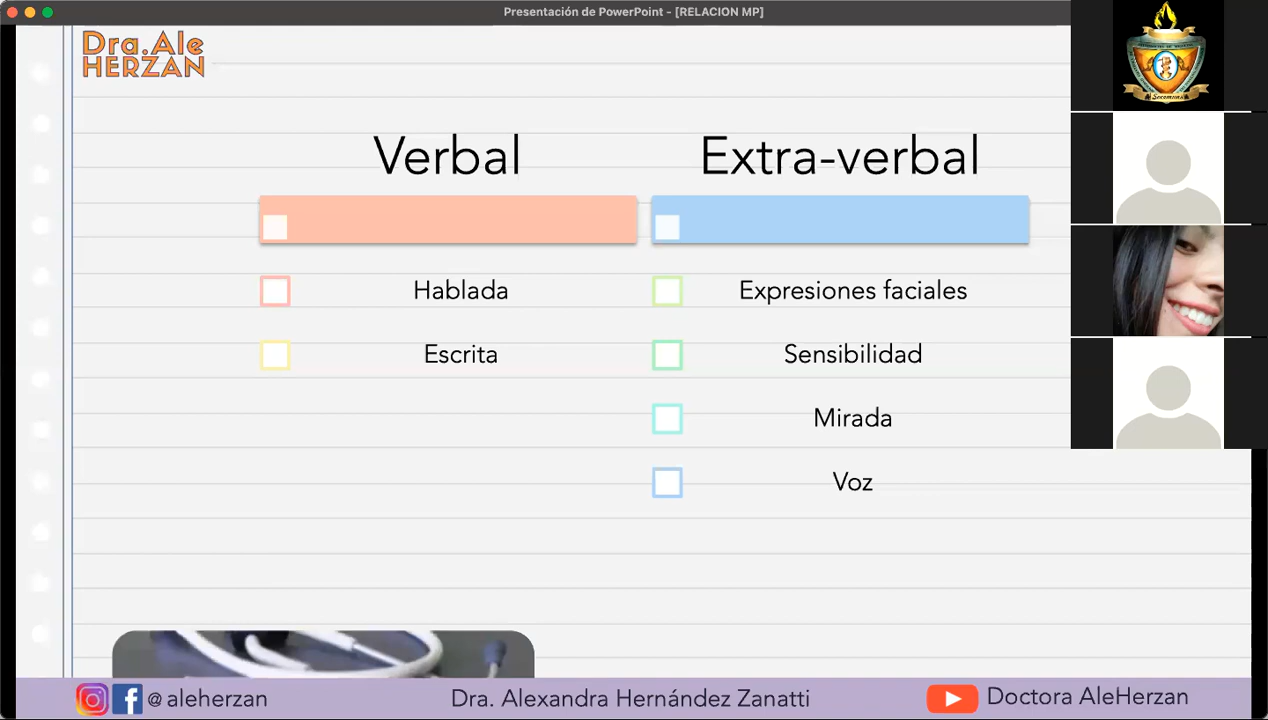 Presentación de PowerPoint - [RELACION MP]
Dra.Ale
HERZAN
Verbal
Extra-verbal
Hablada
Expresiones faciales
Escrita
Sensibilidad
Mirada
Voz
@aleherzan
Dra. Alexandra Hernández Zanatti
Doctora AleHerzan